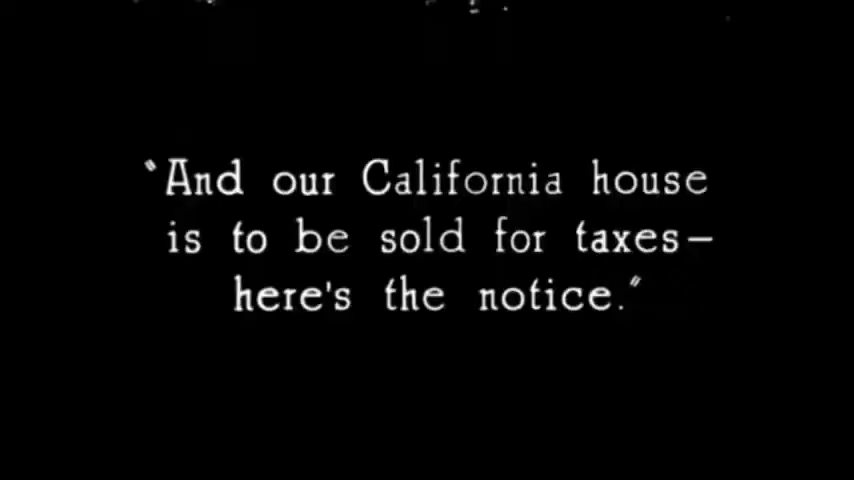 "And our California house
is to be sold for taxes—
here's the notice."